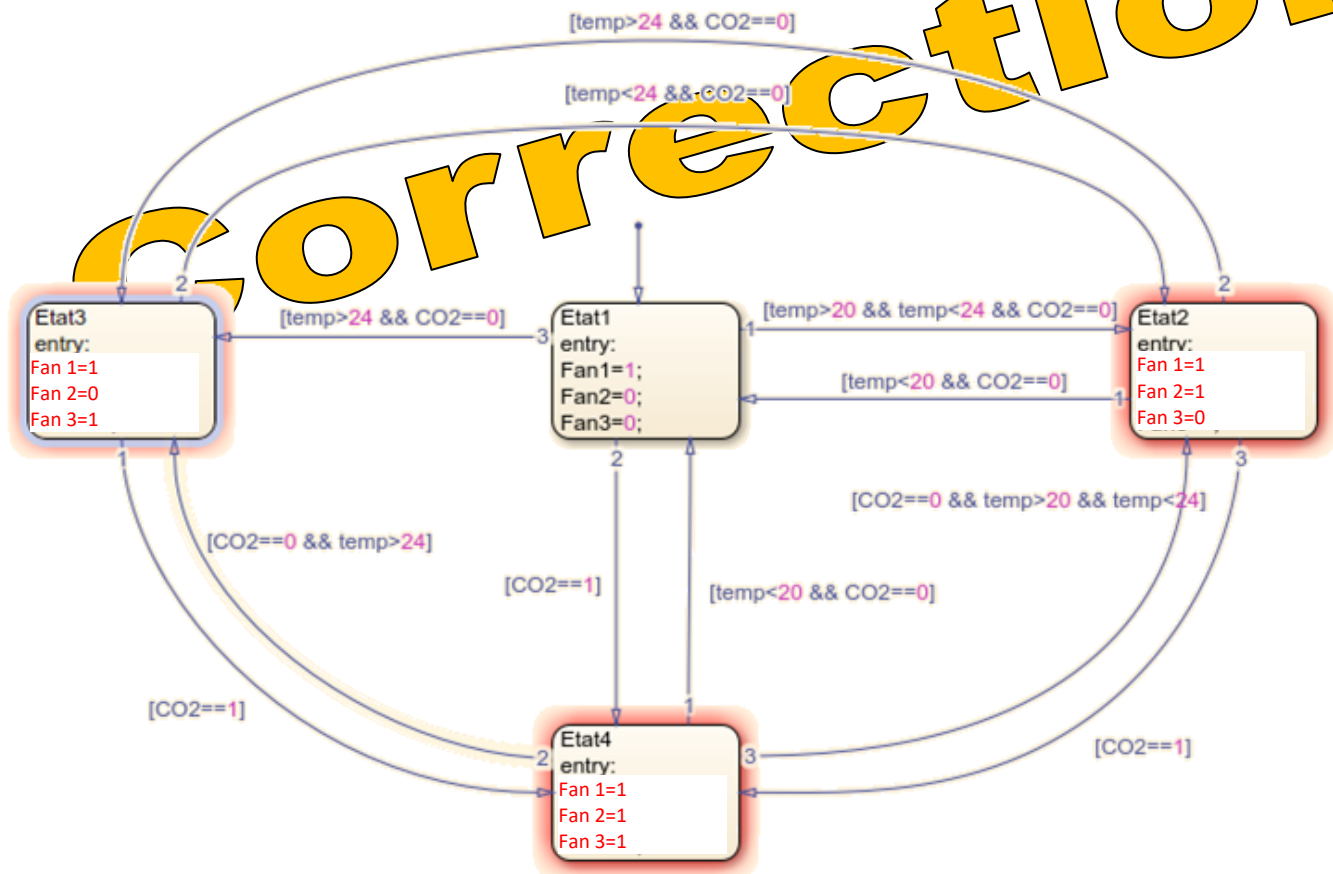 Correction
[temp>24 && CO2==0]
[temp<24 && CO2==0]
2
2
Etat3
entry:
Fan 1=1
Fan 2=0
Fan 3=1
1
[temp>24 && CO2==0]
3
Etat1
entry:
Fan1=1;
Fan2=0;
Fan3=0;
2
1
[temp>20 && temp<24 && CO2==0]
[temp<20 && CO2==0]
1
Etat2
entry:
Fan 1=1
Fan 2=1
Fan 3=0
3
[CO2==0 && temp>20 && temp<24]
[CO2==0 && temp>24]
[CO2==1]
[temp<20 && CO2==0]
[CO2==1]
[CO2==1]
1
2
Etat4
entry:
Fan 1=1
Fan 2=1
Fan 3=1
3